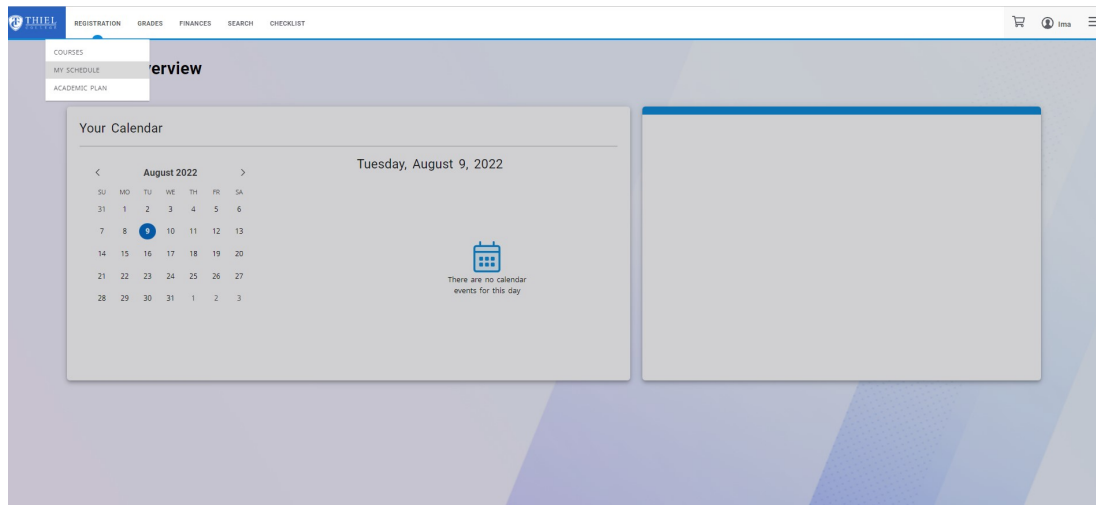 THIEL
COLLEGE
REGISTRATION GRADES FINANCES SEARCH CHECKLIST
Ima
COURSES
MY SCHEDULE
ACADEMIC PLAN
erview
Your Calendar
August 2022
SU MO TU WE TH FR SA
31 1 2 3 4 5 6
7 8 9 10 11 12 13
14 15 16 17 18 19 20
21 22 23 24 25 26 27
28 29 30 31 1 2 3
Tuesday, August 9, 2022
There are no calendar
events for this day